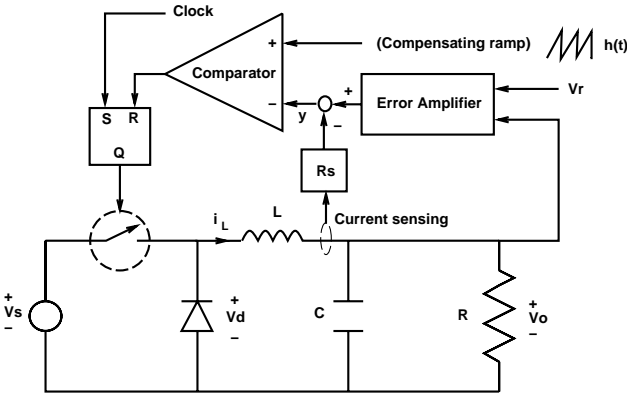 Clock
(Compensating ramp)
h(t)
+
Comparator
−
y
+
−
Error Amplifier
Vr
S R
Q
Rs
i L
L
Current sensing
+
Vs
−
+
Vd
−
C
R
+
Vo
−